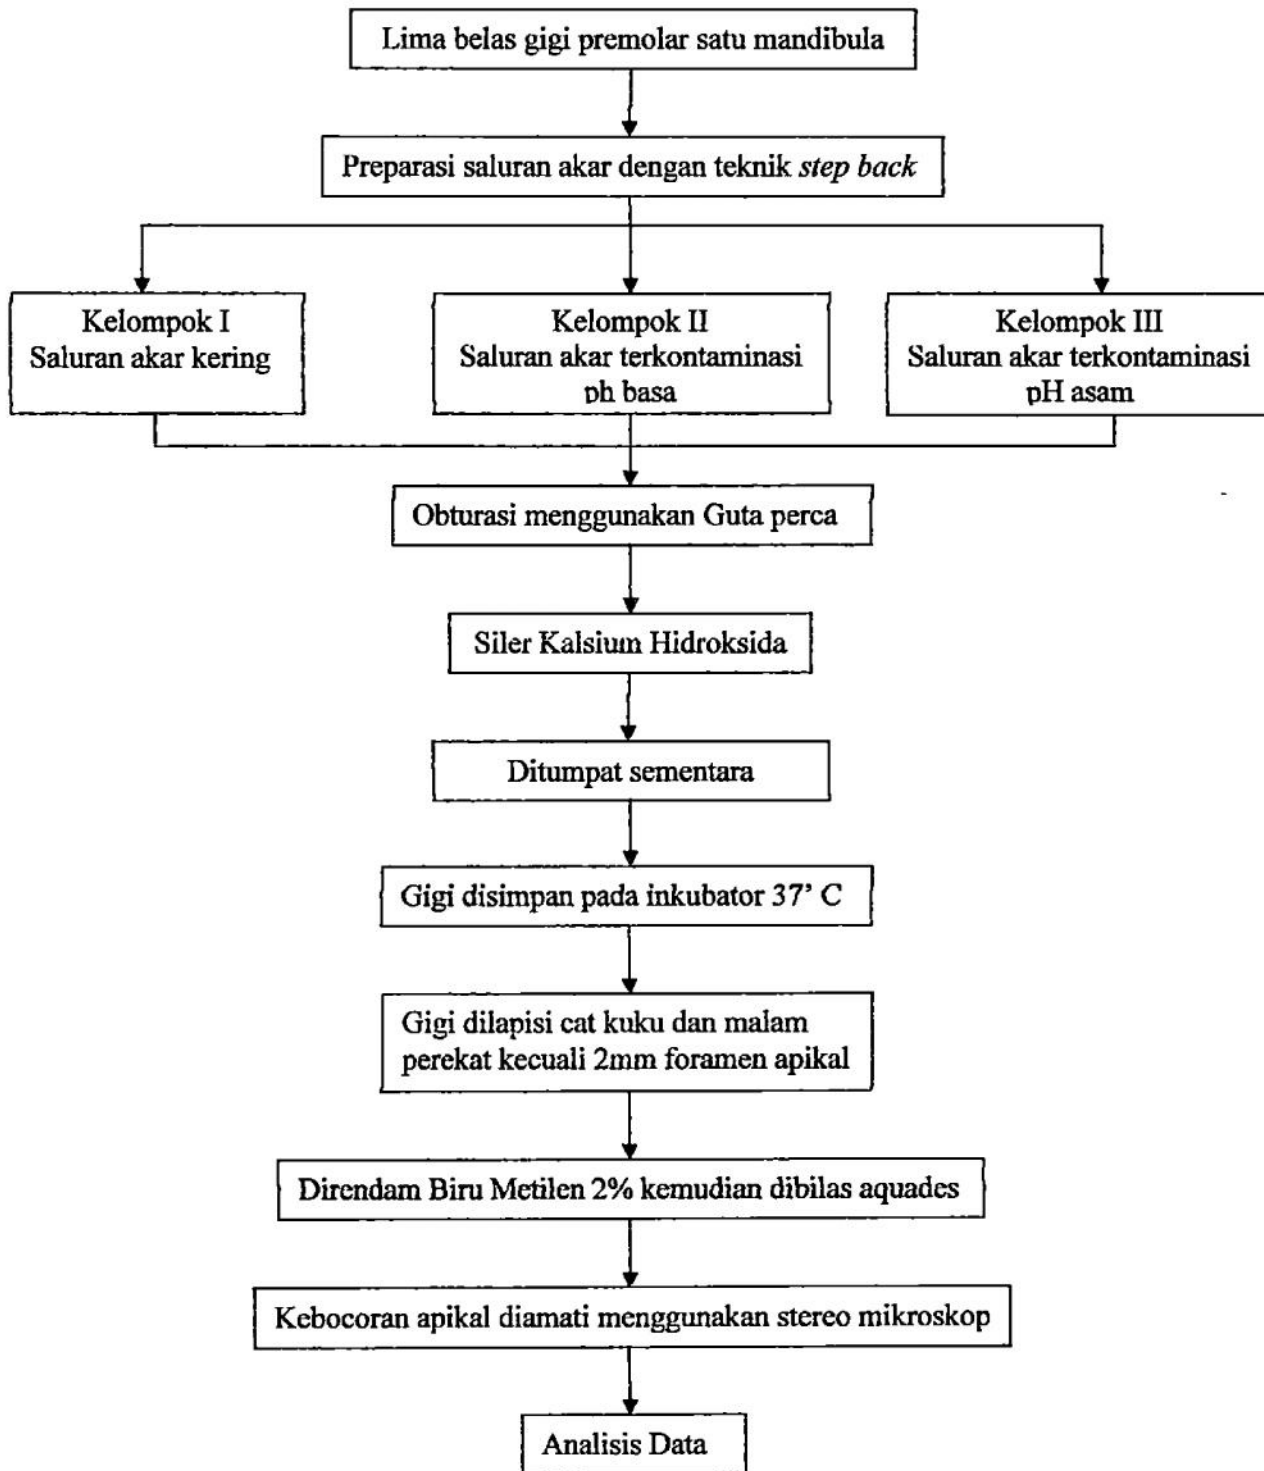 Lima belas gigi premolar satu mandibula
Preparasi saluran akar dengan teknik step back
Kelompok I
Saluran akar kering
Kelompok II
Saluran akar terkontaminasi
ph basa
Kelompok III
Saluran akar terkontaminasi
pH asam
Obturasi menggunakan Guta perca
Siler Kalsium Hidroksida
Ditumpat sementara
Gigi disimpan pada inkubator 37’ C
Gigi dilapisi cat kuku dan malam
perekat kecuali 2mm foramen apikal
Direndam Biru Metilen 2% kemudian dibilas aquades
Kebocoran apikal diamati menggunakan stereo mikroskop
Analisis Data